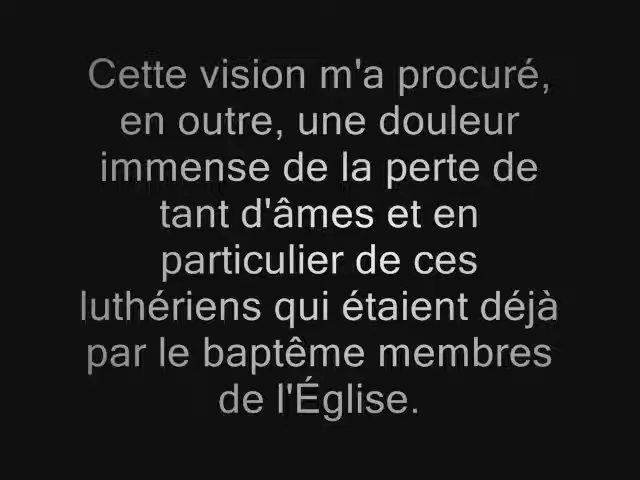 Cette vision m'a procuré,
en outre, une douleur
immense de la perte de
tant d'âmes et en
particulier de ces
luthériens qui étaient déjà
par le baptême membres
de l'Église.